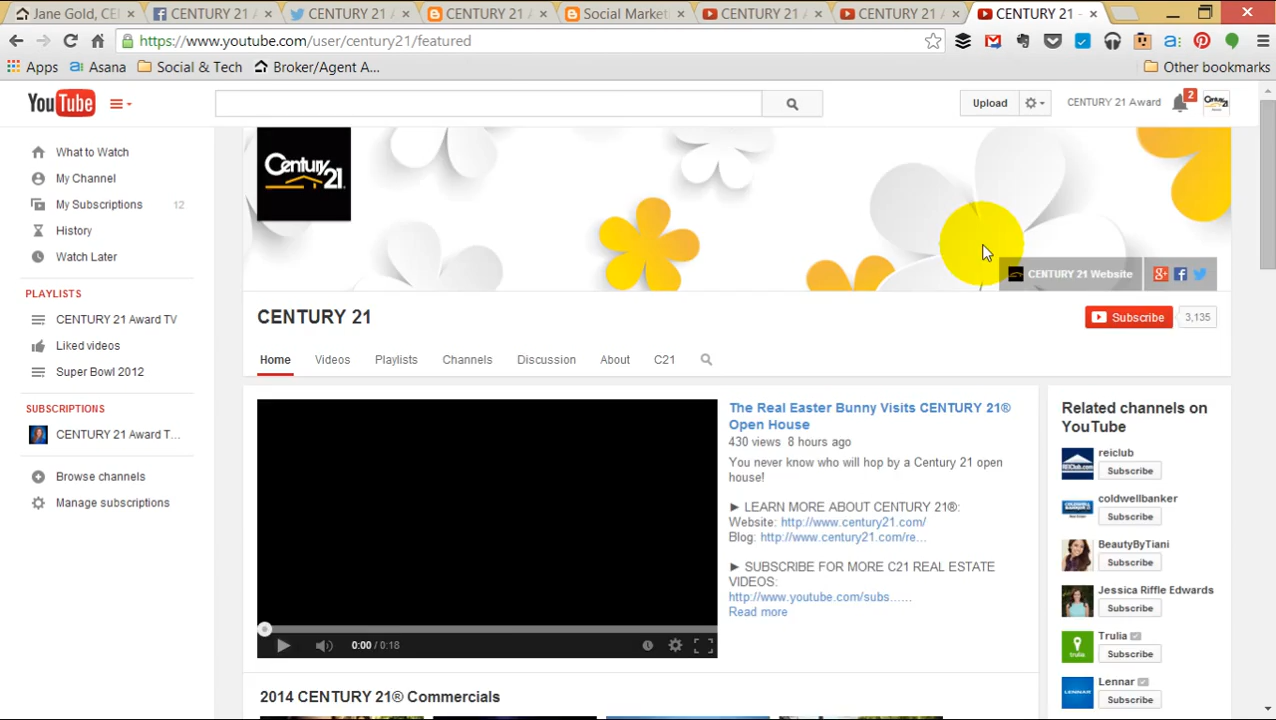 Jane Gold, CEN
CENTURY 21 A
CENTURY 21 A
CENTURY 21 A
Social Market
CENTURY 21 A
CENTURY 21 A
CENTURY 21 -
https://www.youtube.com/user/century21/featured
Apps
Asana
Social & Tech
Broker/Agent A...
Other bookmarks
YouTube
Upload
CENTURY 21 Award
2
What to Watch
My Channel
My Subscriptions 12
History
Watch Later
PLAYLISTS
CENTURY 21 Award TV
Liked videos
Super Bowl 2012
SUBSCRIPTIONS
CENTURY 21 Award T...
Browse channels
Manage subscriptions
Century 21
CENTURY 21 Website
CENTURY 21
Subscribe 3,135
Home Videos Playlists Channels Discussion About C21
0:00 / 0:18
The Real Easter Bunny Visits CENTURY 21®
Open House
430 views 8 hours ago
You never know who will hop by a Century 21 open
house!
► LEARN MORE ABOUT CENTURY 21®:
Website: http://www.century21.com/
Blog: http://www.century21.com/re...
► SUBSCRIBE FOR MORE C21 REAL ESTATE
VIDEOS:
http://www.youtube.com/subs......
Read more
2014 CENTURY 21® Commercials
Related channels on
YouTube
reiclub
Subscribe
coldwellbanker
Subscribe
BeautyByTiani
Subscribe
Jessica Riffle Edwards
Subscribe
Trulia
Subscribe
Lennar
Subscribe